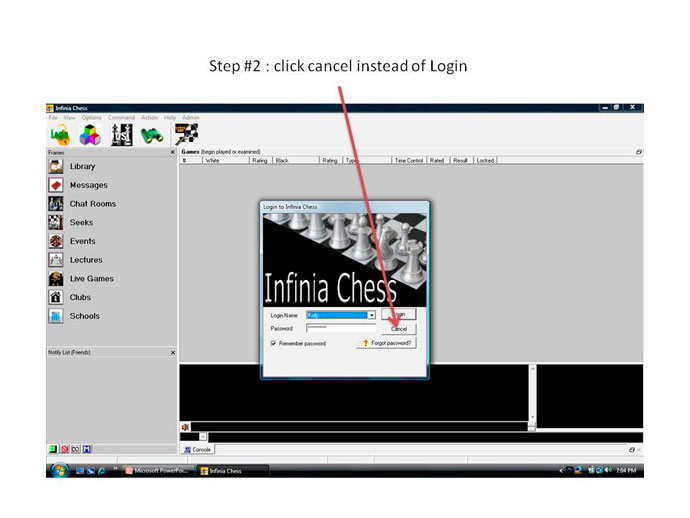 Step #2 : click cancel instead of Login
Infinia Chess
File View Options Command Action Help Admin
Frames
Games (begin played or examined)
# White Rating Black Rating Type Time Control Rated Result Locked
Library
Messages
Chat Rooms
Seeks
Events
Lectures
Live Games
Clubs
Schools
Notify List (Friends)
Login to Infinia Chess
Infinia Chess
Login Name
Login
Password
Cancel
Remember password
Forgot password?
Console
Microsoft PowerPoi...
Infinia Chess
7:04 PM